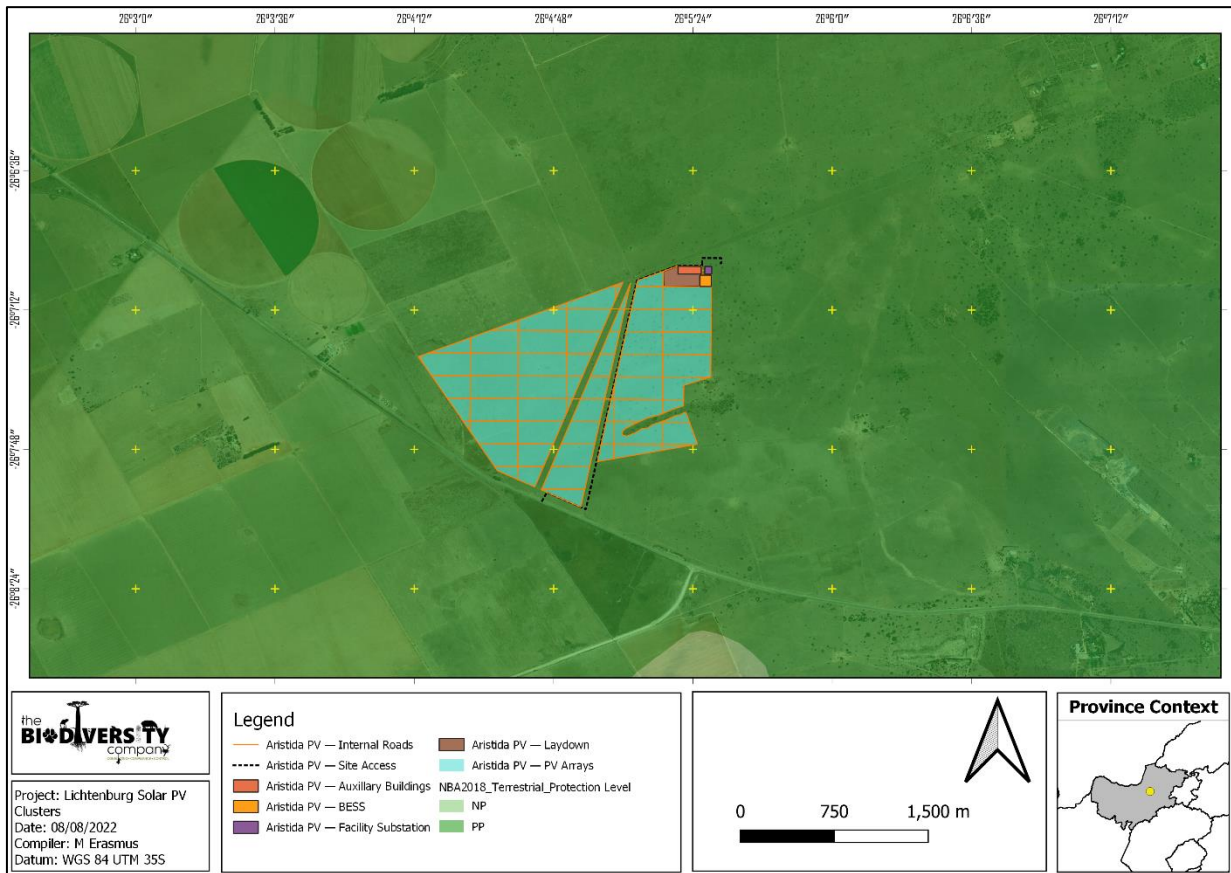 26°3'0" 26°3'36" 26°4'12" 26°4'48" 26°5'24" 26°6'0" 26°6'36" 26°7'12"
-26°6'36"
-26°7'12"
-26°7'48"
-26°8'24"
the
BIODIVERSITY
company
Project: Lichtenburg Solar PV
Clusters
Date: 08/08/2022
Compiler: M Erasmus
Datum: WGS 84 UTM 35S
Legend
Aristida PV — Internal Roads
Aristida PV — Site Access
Aristida PV — Auxillary Buildings
Aristida PV — BESS
Aristida PV — Facility Substation
Aristida PV — Laydown
Aristida PV — PV Arrays
NBA2018_Terrestrial_Protection Level
NP
PP
0 750 1,500 m
Province Context